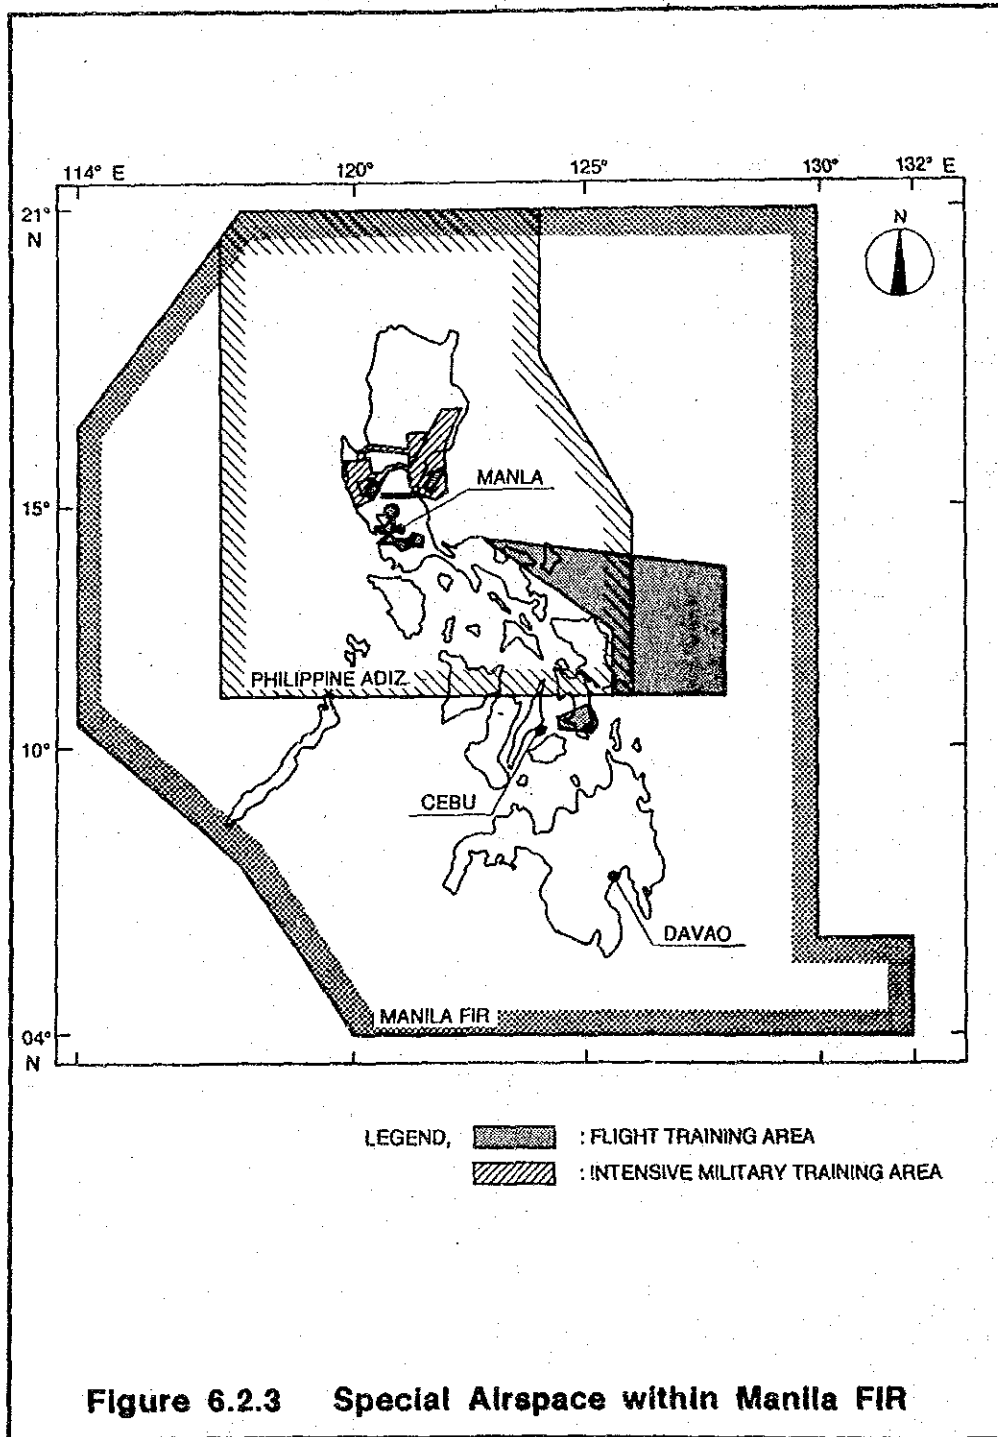 114° E 120° 125° 130° 132° E
21°
N
N
15°
MANLA
PHILIPPINE ADIZ
10°
CEBU
DAVAO
MANILA FIR
04°
N
LEGEND, : FLIGHT TRAINING AREA
: INTENSIVE MILITARY TRAINING AREA
Figure 6.2.3 Special Airspace within Manila FIR